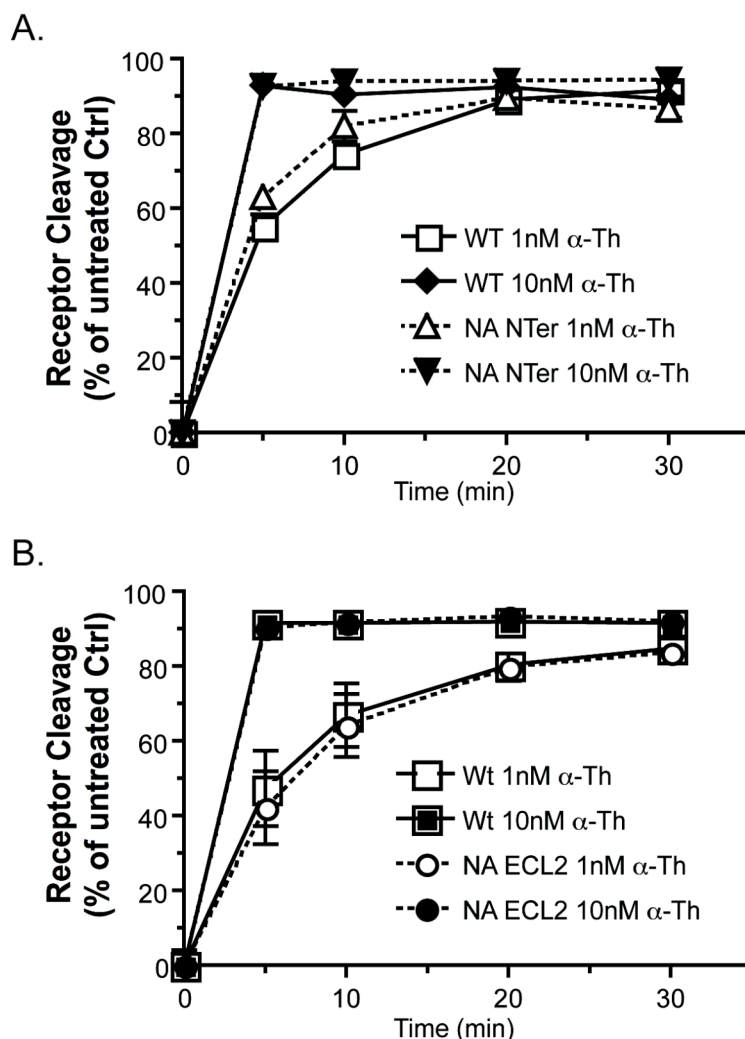 A.
Receptor Cleavage
(% of untreated Ctrl)
100
80
60
40
20
0
0
10
20
30
Time (min)
WT 1nM α-Th
WT 10nM α-Th
NA NTer 1nM α-Th
NA NTer 10nM α-Th
B.
Receptor Cleavage
(% of untreated Ctrl)
100
80
60
40
20
0
0
10
20
30
Time (min)
Wt 1nM α-Th
Wt 10nM α-Th
NA ECL2 1nM α-Th
NA ECL2 10nM α-Th